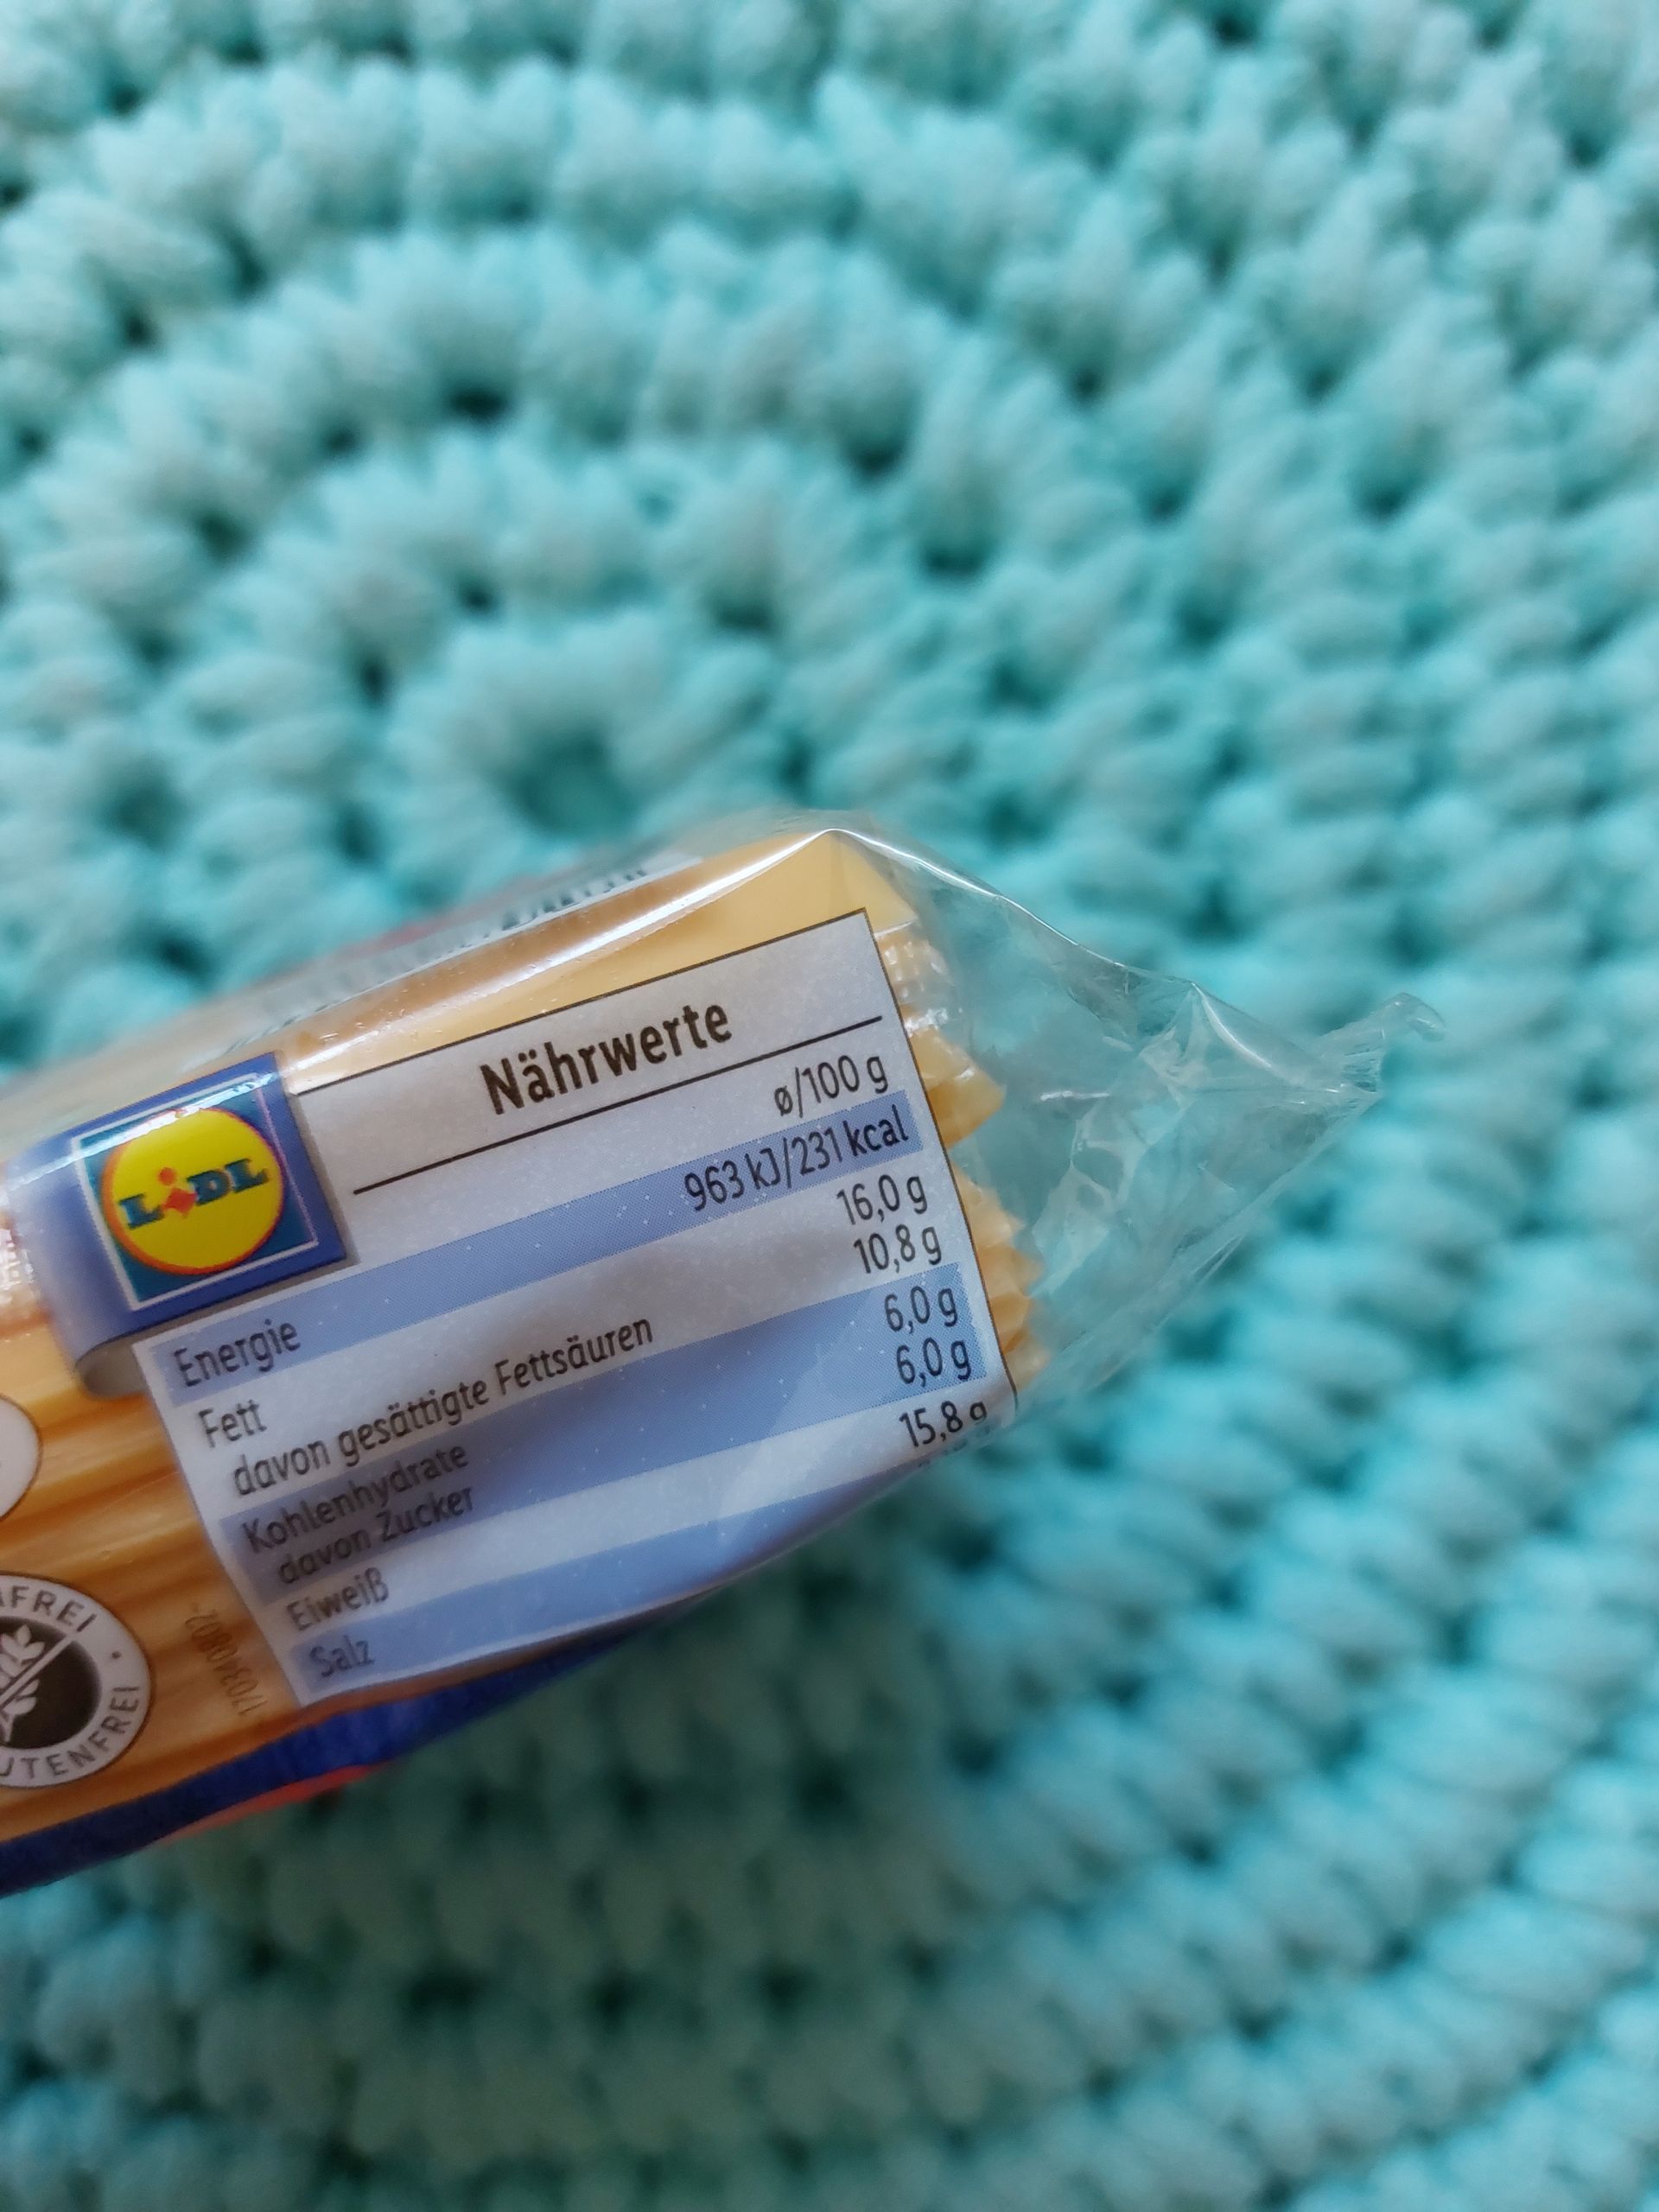 LIDL
Nährwerte
ø/100 g
Energie 963 kJ/231 kcal
Fett 16,0 g
davon gesättigte Fettsäuren 10,8 g
Kohlenhydrate 6,0 g
davon Zucker 6,0 g
Eiweiß 15,8 g
Salz